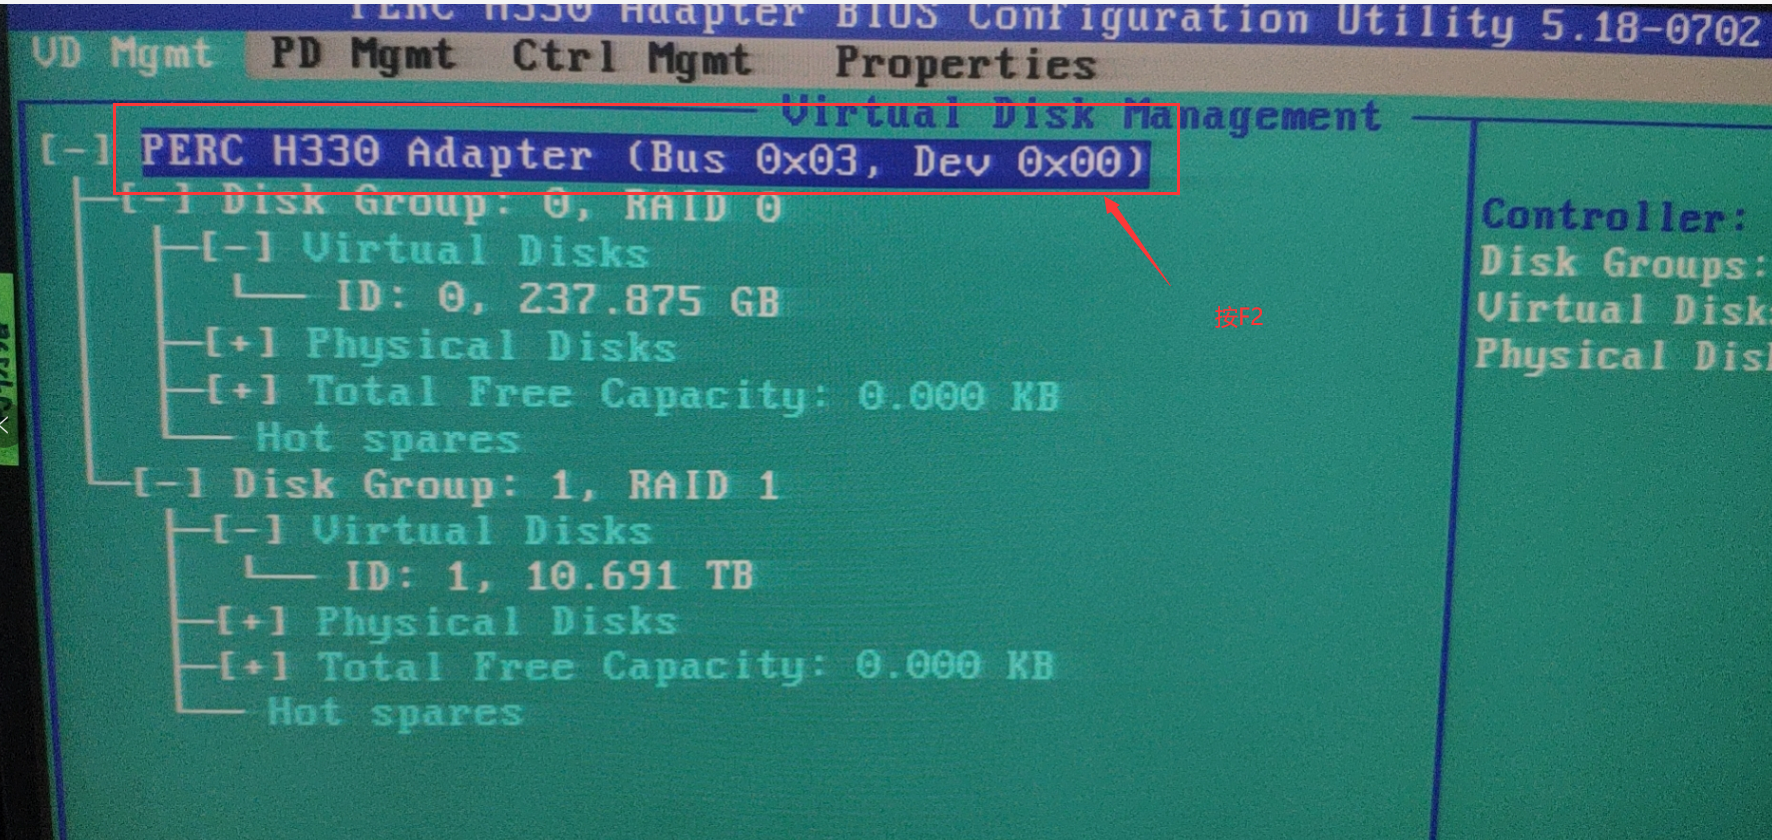 PERC H330 Adapter BIOS Configuration Utility 5.18-0702
VD Mgmt PD Mgmt Ctrl Mgmt Properties
Virtual Disk Management
[-] PERC H330 Adapter (Bus 0x03, Dev 0x00)
[-] Disk Group: 0, RAID 0
[-] Virtual Disks
ID: 0, 237.875 GB
[+] Physical Disks
[+] Total Free Capacity: 0.000 KB
Hot spares
[-] Disk Group: 1, RAID 1
[-] Virtual Disks
ID: 1, 10.691 TB
[+] Physical Disks
[+] Total Free Capacity: 0.000 KB
Hot spares
Controller:
Disk Groups:
Virtual Disk
Physical Dis
按F2